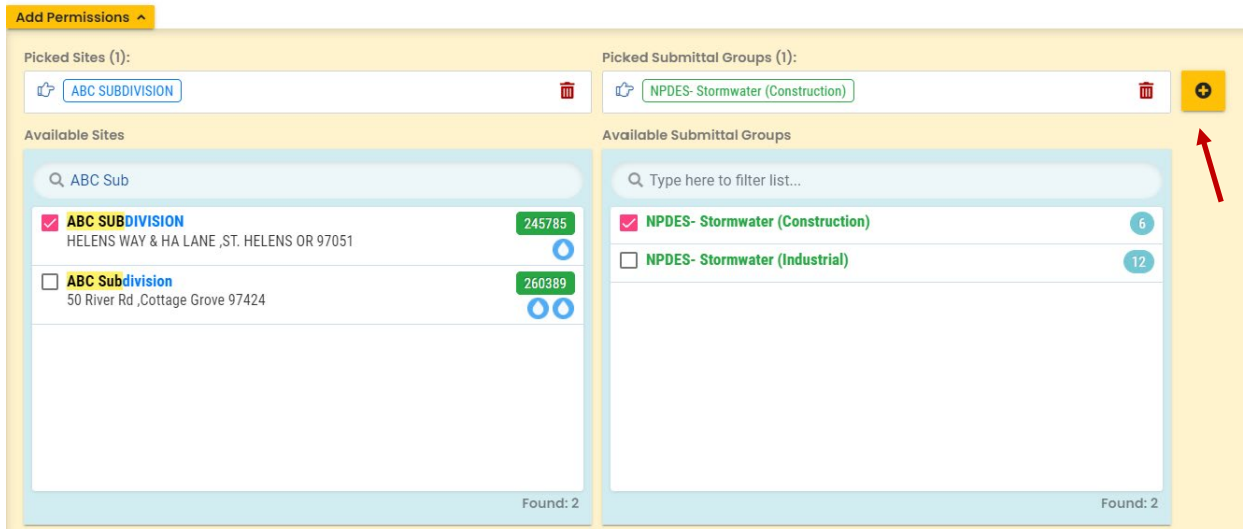 Add Permissions
Picked Sites (1):
ABC SUBDIVISION
Picked Submittal Groups (1):
NPDES- Stormwater (Construction)
Available Sites
ABC Sub
ABC SUBDIVISION 245785
HELENS WAY & HA LANE ,ST. HELENS OR 97051
ABC Subdivision 260389
50 River Rd ,Cottage Grove 97424
Found: 2
Available Submittal Groups
Type here to filter list...
NPDES- Stormwater (Construction) 6
NPDES- Stormwater (Industrial) 12
Found: 2